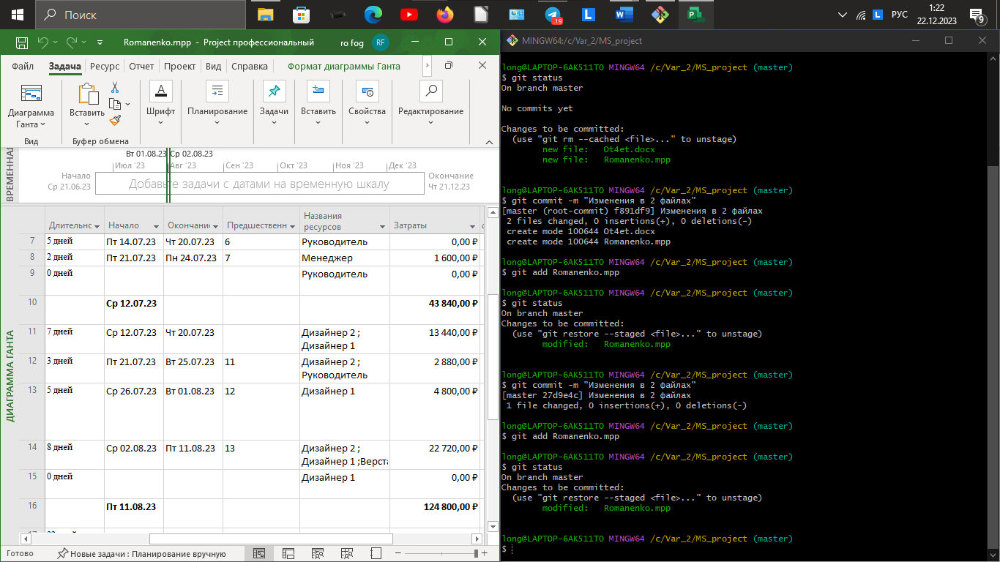 Поиск
..19
РУС
1:22
22.12.2023
9
Romanenko.mpp - Project профессиональный
ro fog
RF
Файл Задача Ресурс Отчет Проект Вид Справка Формат диаграммы Ганта
Диаграмма Ганта
Вставить
Шрифт
Планирование
Задачи
Вставить
Свойства
Редактирование
Вид
Буфер обмена
ВРЕМЕННАЯ
Вт 01.08.23 Ср 02.08.23
Июл '23 Авг '23 Сен '23 Окт '23 Ноя '23 Дек '23
Начало
Ср 21.06.23
Добавьте задачи с датами на временную шкалу
Окончание
Чт 21.12.23
ДИАГРАММА ГАНТА
Длительнс Начало Окончани Предшественн Названия ресурсов Затраты
7 5 дней Пт 14.07.23 Чт 20.07.23 6 Руководитель 0,00 ₽
8 2 дней Пт 21.07.23 Пн 24.07.23 7 Менеджер 1 600,00 ₽
9 0 дней Руководитель 0,00 ₽
10 Ср 12.07.23 43 840,00 ₽
11 7 дней Ср 12.07.23 Чт 20.07.23 Дизайнер 2 ; Дизайнер 1 13 440,00 ₽
12 3 дней Пт 21.07.23 Вт 25.07.23 11 Дизайнер 2 ; Руководитель 2 880,00 ₽
13 5 дней Ср 26.07.23 Вт 01.08.23 12 Дизайнер 1 4 800,00 ₽
14 8 дней Ср 02.08.23 Пт 11.08.23 13 Дизайнер 2 ; Дизайнер 1 ;Верста 22 720,00 ₽
15 0 дней Дизайнер 1 0,00 ₽
16 Пт 11.08.23 124 800,00 ₽
Готово
Новые задачи : Планирование вручную
MINGW64:/c/Var_2/MS_project
long@LAPTOP-6AK511TO MINGW64 /c/Var_2/MS_project (master)
$ git status
On branch master
No commits yet
Changes to be committed:
(use "git rm --cached <file>..." to unstage)
new file: Ot4et.docx
new file: Romanenko.mpp
long@LAPTOP-6AK511TO MINGW64 /c/Var_2/MS_project (master)
$ git commit -m "Изменения в 2 файлах"
[master (root-commit) f891df9] Изменения в 2 файлах
2 files changed, 0 insertions(+), 0 deletions(-)
create mode 100644 Ot4et.docx
create mode 100644 Romanenko.mpp
long@LAPTOP-6AK511TO MINGW64 /c/Var_2/MS_project (master)
$ git add Romanenko.mpp
long@LAPTOP-6AK511TO MINGW64 /c/Var_2/MS_project (master)
$ git status
On branch master
Changes to be committed:
(use "git restore --staged <file>..." to unstage)
modified: Romanenko.mpp
long@LAPTOP-6AK511TO MINGW64 /c/Var_2/MS_project (master)
$ git commit -m "Изменения в 2 файлах"
[master 27d9e4c] Изменения в 2 файлах
1 file changed, 0 insertions(+), 0 deletions(-)
long@LAPTOP-6AK511TO MINGW64 /c/Var_2/MS_project (master)
$ git add Romanenko.mpp
long@LAPTOP-6AK511TO MINGW64 /c/Var_2/MS_project (master)
$ git status
On branch master
Changes to be committed:
(use "git restore --staged <file>..." to unstage)
modified: Romanenko.mpp
long@LAPTOP-6AK511TO MINGW64 /c/Var_2/MS_project (master)
$